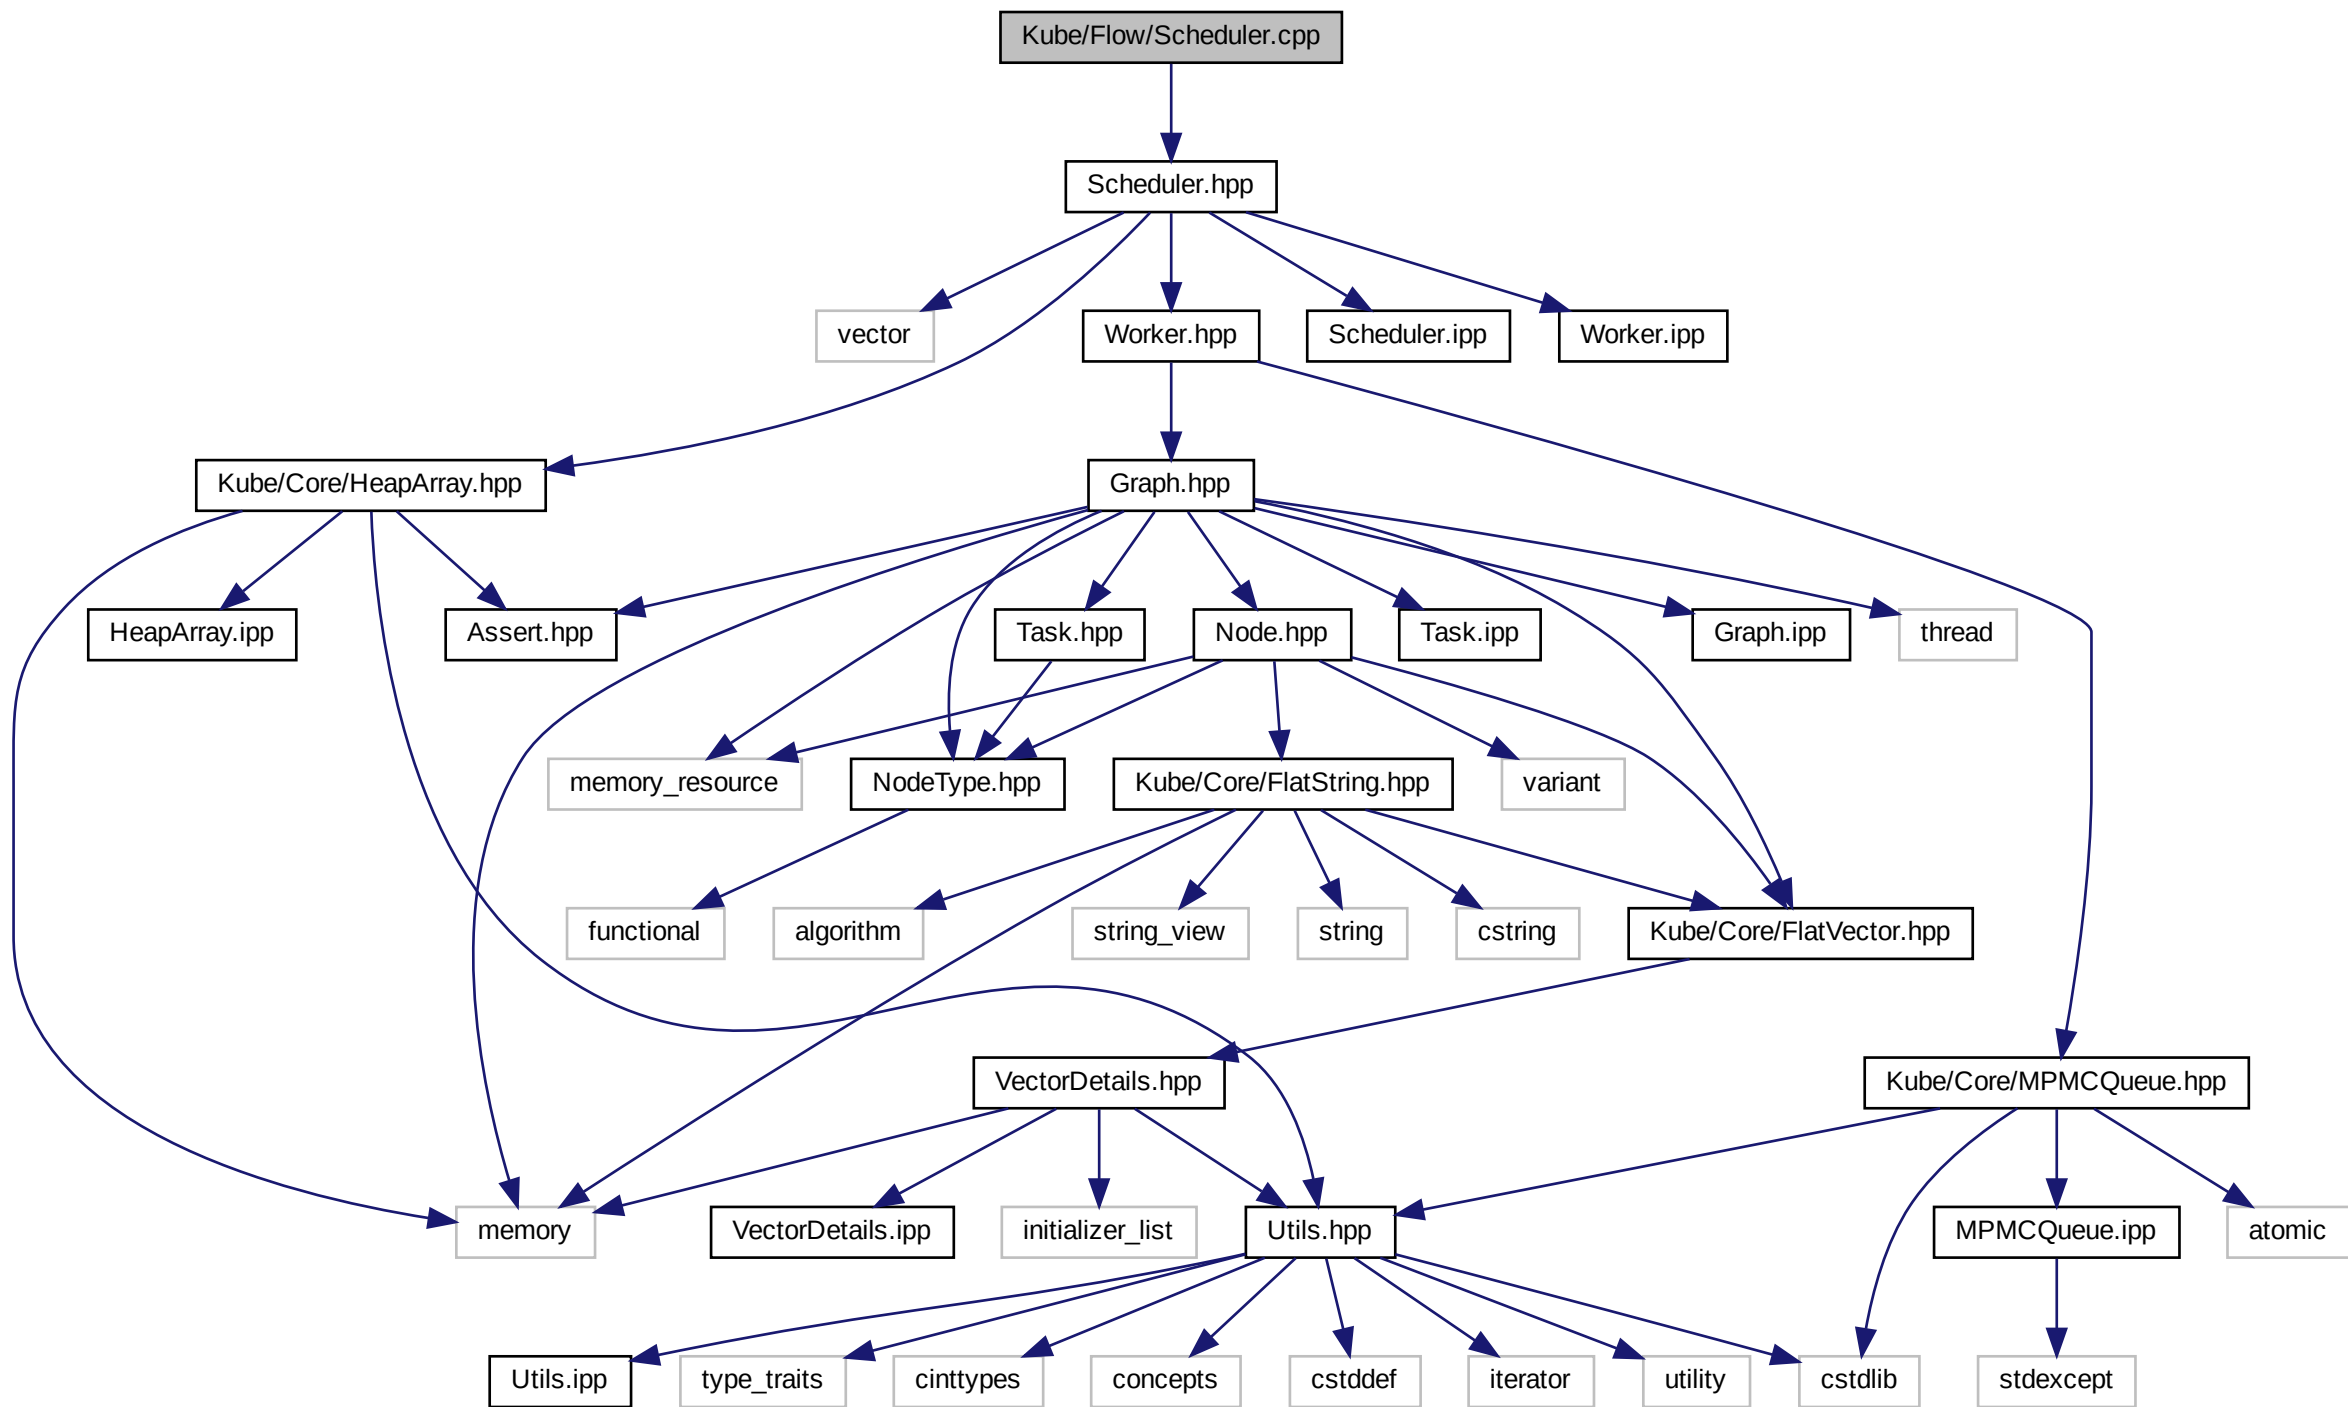 Kube/Flow/Scheduler.cpp
Scheduler.hpp
vector
Worker.hpp
Scheduler.ipp
Worker.ipp
Kube/Core/HeapArray.hpp
Graph.hpp
HeapArray.ipp
Assert.hpp
Task.hpp
Node.hpp
Task.ipp
Graph.ipp
thread
memory_resource
NodeType.hpp
Kube/Core/FlatString.hpp
variant
functional
algorithm
string_view
string
cstring
Kube/Core/FlatVector.hpp
VectorDetails.hpp
Kube/Core/MPMCQueue.hpp
memory
VectorDetails.ipp
initializer_list
Utils.hpp
MPMCQueue.ipp
atomic
Utils.ipp
type_traits
cinttypes
concepts
cstddef
iterator
utility
cstdlib
stdexcept